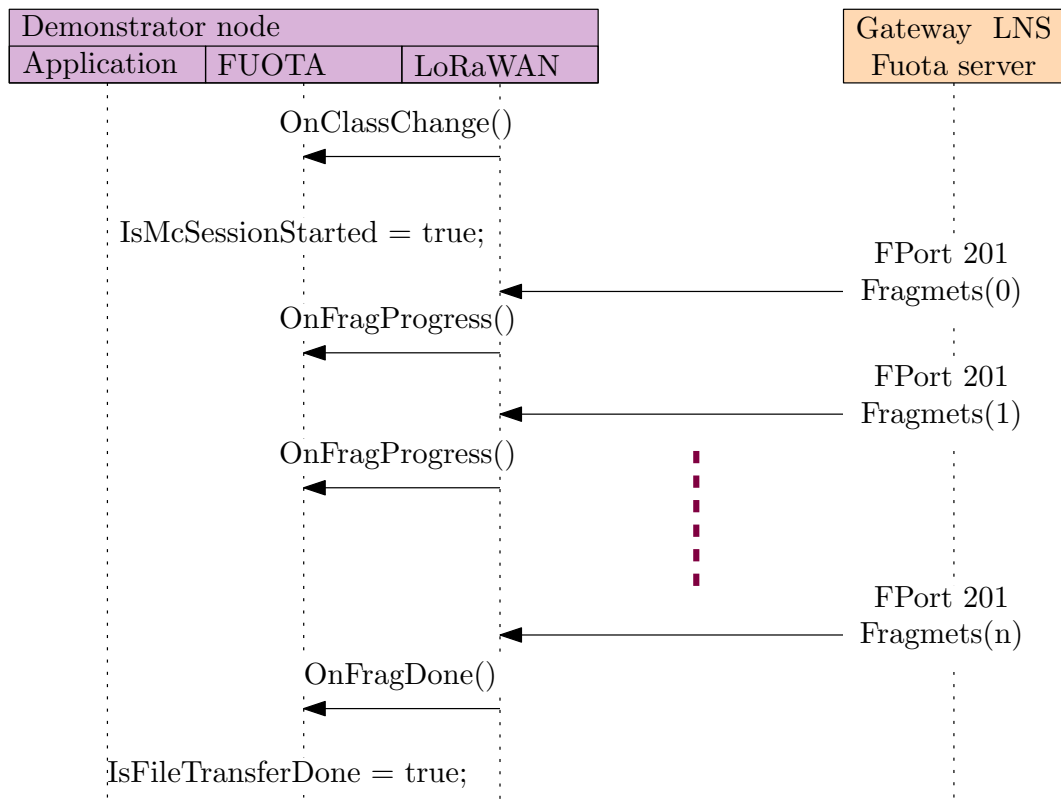 Demonstrator node
Application FUOTA LoRaWAN
Gateway LNS
Fuota server
OnClassChange()
IsMcSessionStarted = true;
FPort 201
Fragmets(0)
OnFragProgress()
FPort 201
Fragmets(1)
OnFragProgress()
FPort 201
Fragmets(n)
OnFragDone()
IsFileTransferDone = true;